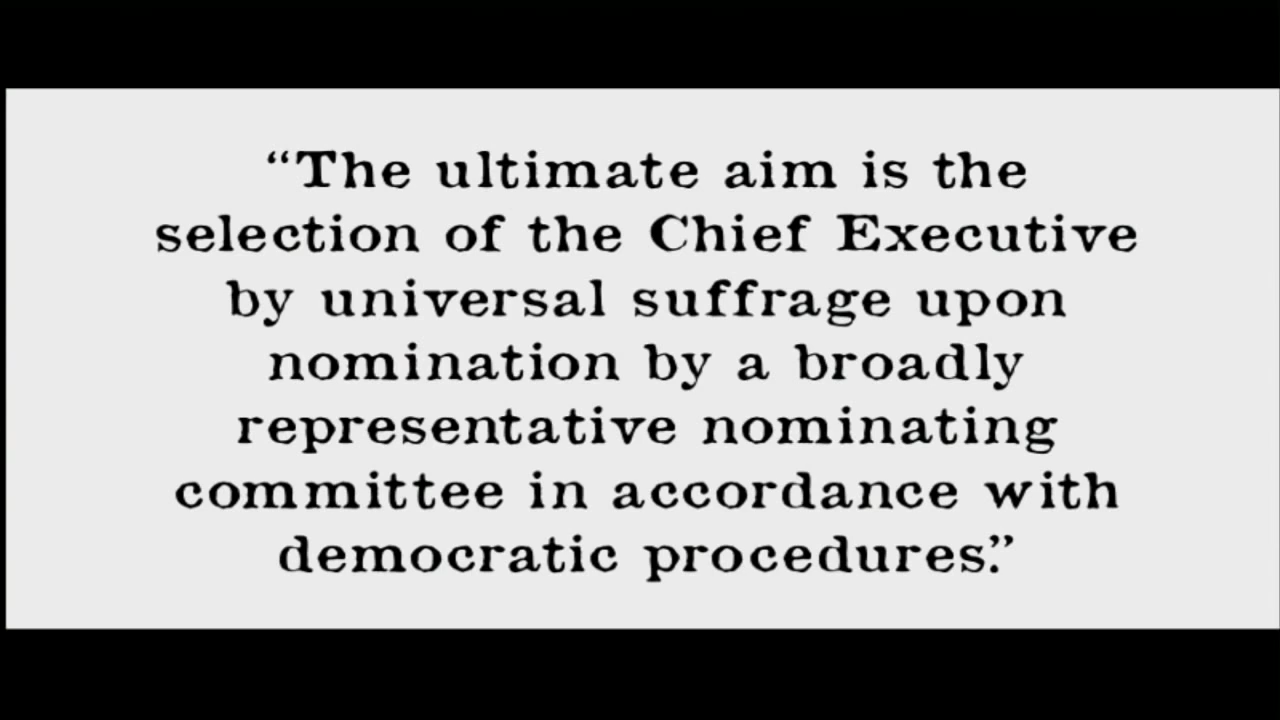 “The ultimate aim is the
selection of the Chief Executive
by universal suffrage upon
nomination by a broadly
representative nominating
committee in accordance with
democratic procedures.”